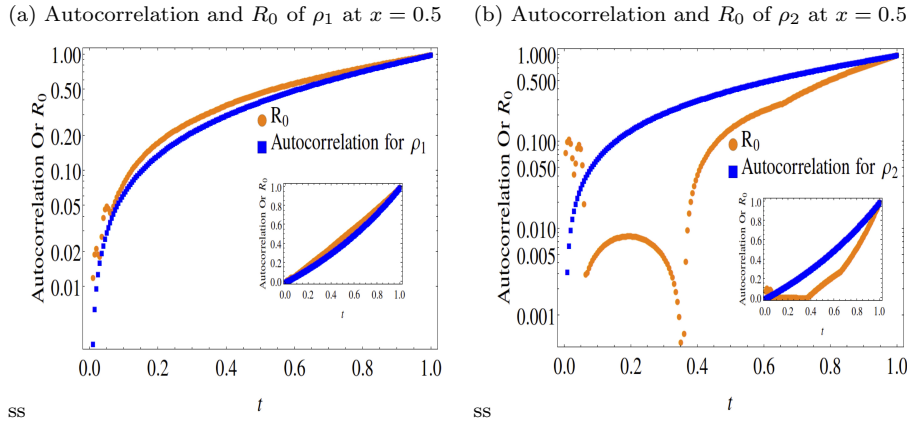 (a) Autocorrelation and R₀ of ρ₁ at x = 0.5
1.00
0.50
0.20
0.10
0.05
0.02
0.01
Autocorrelation Or R₀
R₀
Autocorrelation for ρ₁
1.0
0.8
0.6
0.4
0.2
0.0
Autocorrelation Or R₀
0.0 0.2 0.4 0.6 0.8 1.0
t
0.0 0.2 0.4 0.6 0.8 1.0
t
ss
(b) Autocorrelation and R₀ of ρ₂ at x = 0.5
1.000
0.500
0.100
0.050
0.010
0.005
0.001
Autocorrelation Or R₀
R₀
Autocorrelation for ρ₂
1.0
0.8
0.6
0.4
0.2
0.0
Autocorrelation Or R₀
0.0 0.2 0.4 0.6 0.8 1.0
t
0.0 0.2 0.4 0.6 0.8 1.0
t
ss